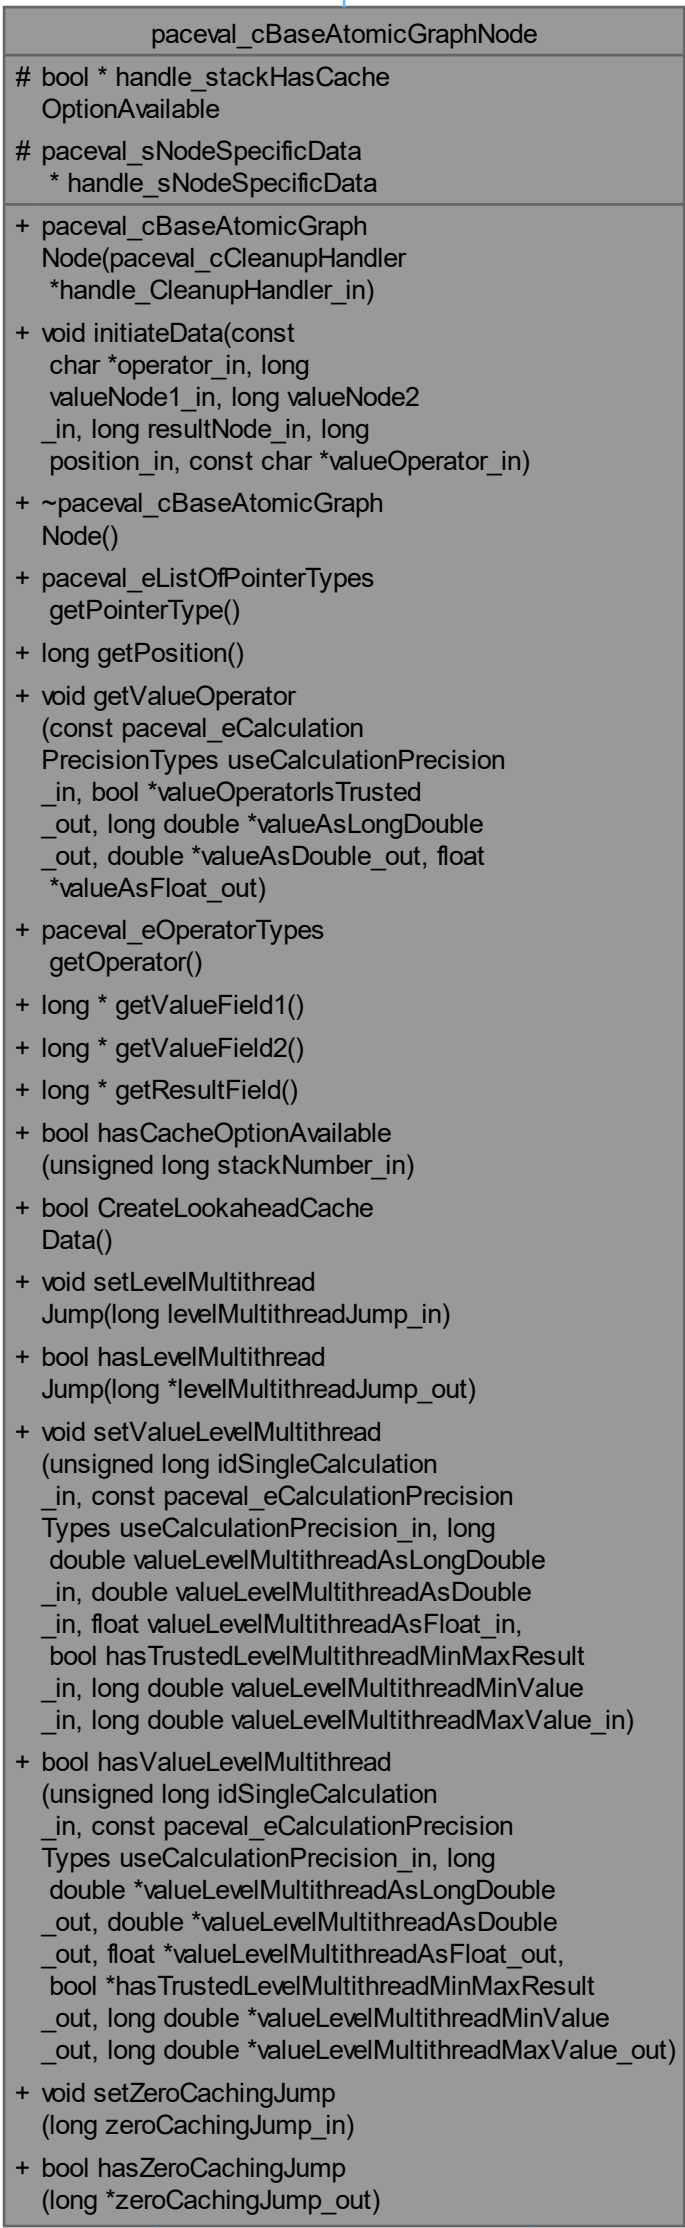 paceval_cBaseAtomicGraphNode
# bool * handle_stackHasCache
OptionAvailable
# paceval_sNodeSpecificData
* handle_sNodeSpecificData
+ paceval_cBaseAtomicGraph
Node(paceval_cCleanupHandler
*handle_CleanupHandler_in)
+ void initiateData(const
char *operator_in, long
valueNode1_in, long valueNode2
_in, long resultNode_in, long
position_in, const char *valueOperator_in)
+ ~paceval_cBaseAtomicGraph
Node()
+ paceval_eListOfPointerTypes
getPointerType()
+ long getPosition()
+ void getValueOperator
(const paceval_eCalculation
PrecisionTypes useCalculationPrecision
_in, bool *valueOperatorIsTrusted
_out, long double *valueAsLongDouble
_out, double *valueAsDouble_out, float
*valueAsFloat_out)
+ paceval_eOperatorTypes
getOperator()
+ long * getValueField1()
+ long * getValueField2()
+ long * getResultField()
+ bool hasCacheOptionAvailable
(unsigned long stackNumber_in)
+ bool CreateLookaheadCache
Data()
+ void setLevelMultithread
Jump(long levelMultithreadJump_in)
+ bool hasLevelMultithread
Jump(long *levelMultithreadJump_out)
+ void setValueLevelMultithread
(unsigned long idSingleCalculation
_in, const paceval_eCalculationPrecision
Types useCalculationPrecision_in, long
double valueLevelMultithreadAsLongDouble
_in, double valueLevelMultithreadAsDouble
_in, float valueLevelMultithreadAsFloat_in,
bool hasTrustedLevelMultithreadMinMaxResult
_in, long double valueLevelMultithreadMinValue
_in, long double valueLevelMultithreadMaxValue_in)
+ bool hasValueLevelMultithread
(unsigned long idSingleCalculation
_in, const paceval_eCalculationPrecision
Types useCalculationPrecision_in, long
double *valueLevelMultithreadAsLongDouble
_out, double *valueLevelMultithreadAsDouble
_out, float *valueLevelMultithreadAsFloat_out,
bool *hasTrustedLevelMultithreadMinMaxResult
_out, long double *valueLevelMultithreadMinValue
_out, long double *valueLevelMultithreadMaxValue_out)
+ void setZeroCachingJump
(long zeroCachingJump_in)
+ bool hasZeroCachingJump
(long *zeroCachingJump_out)